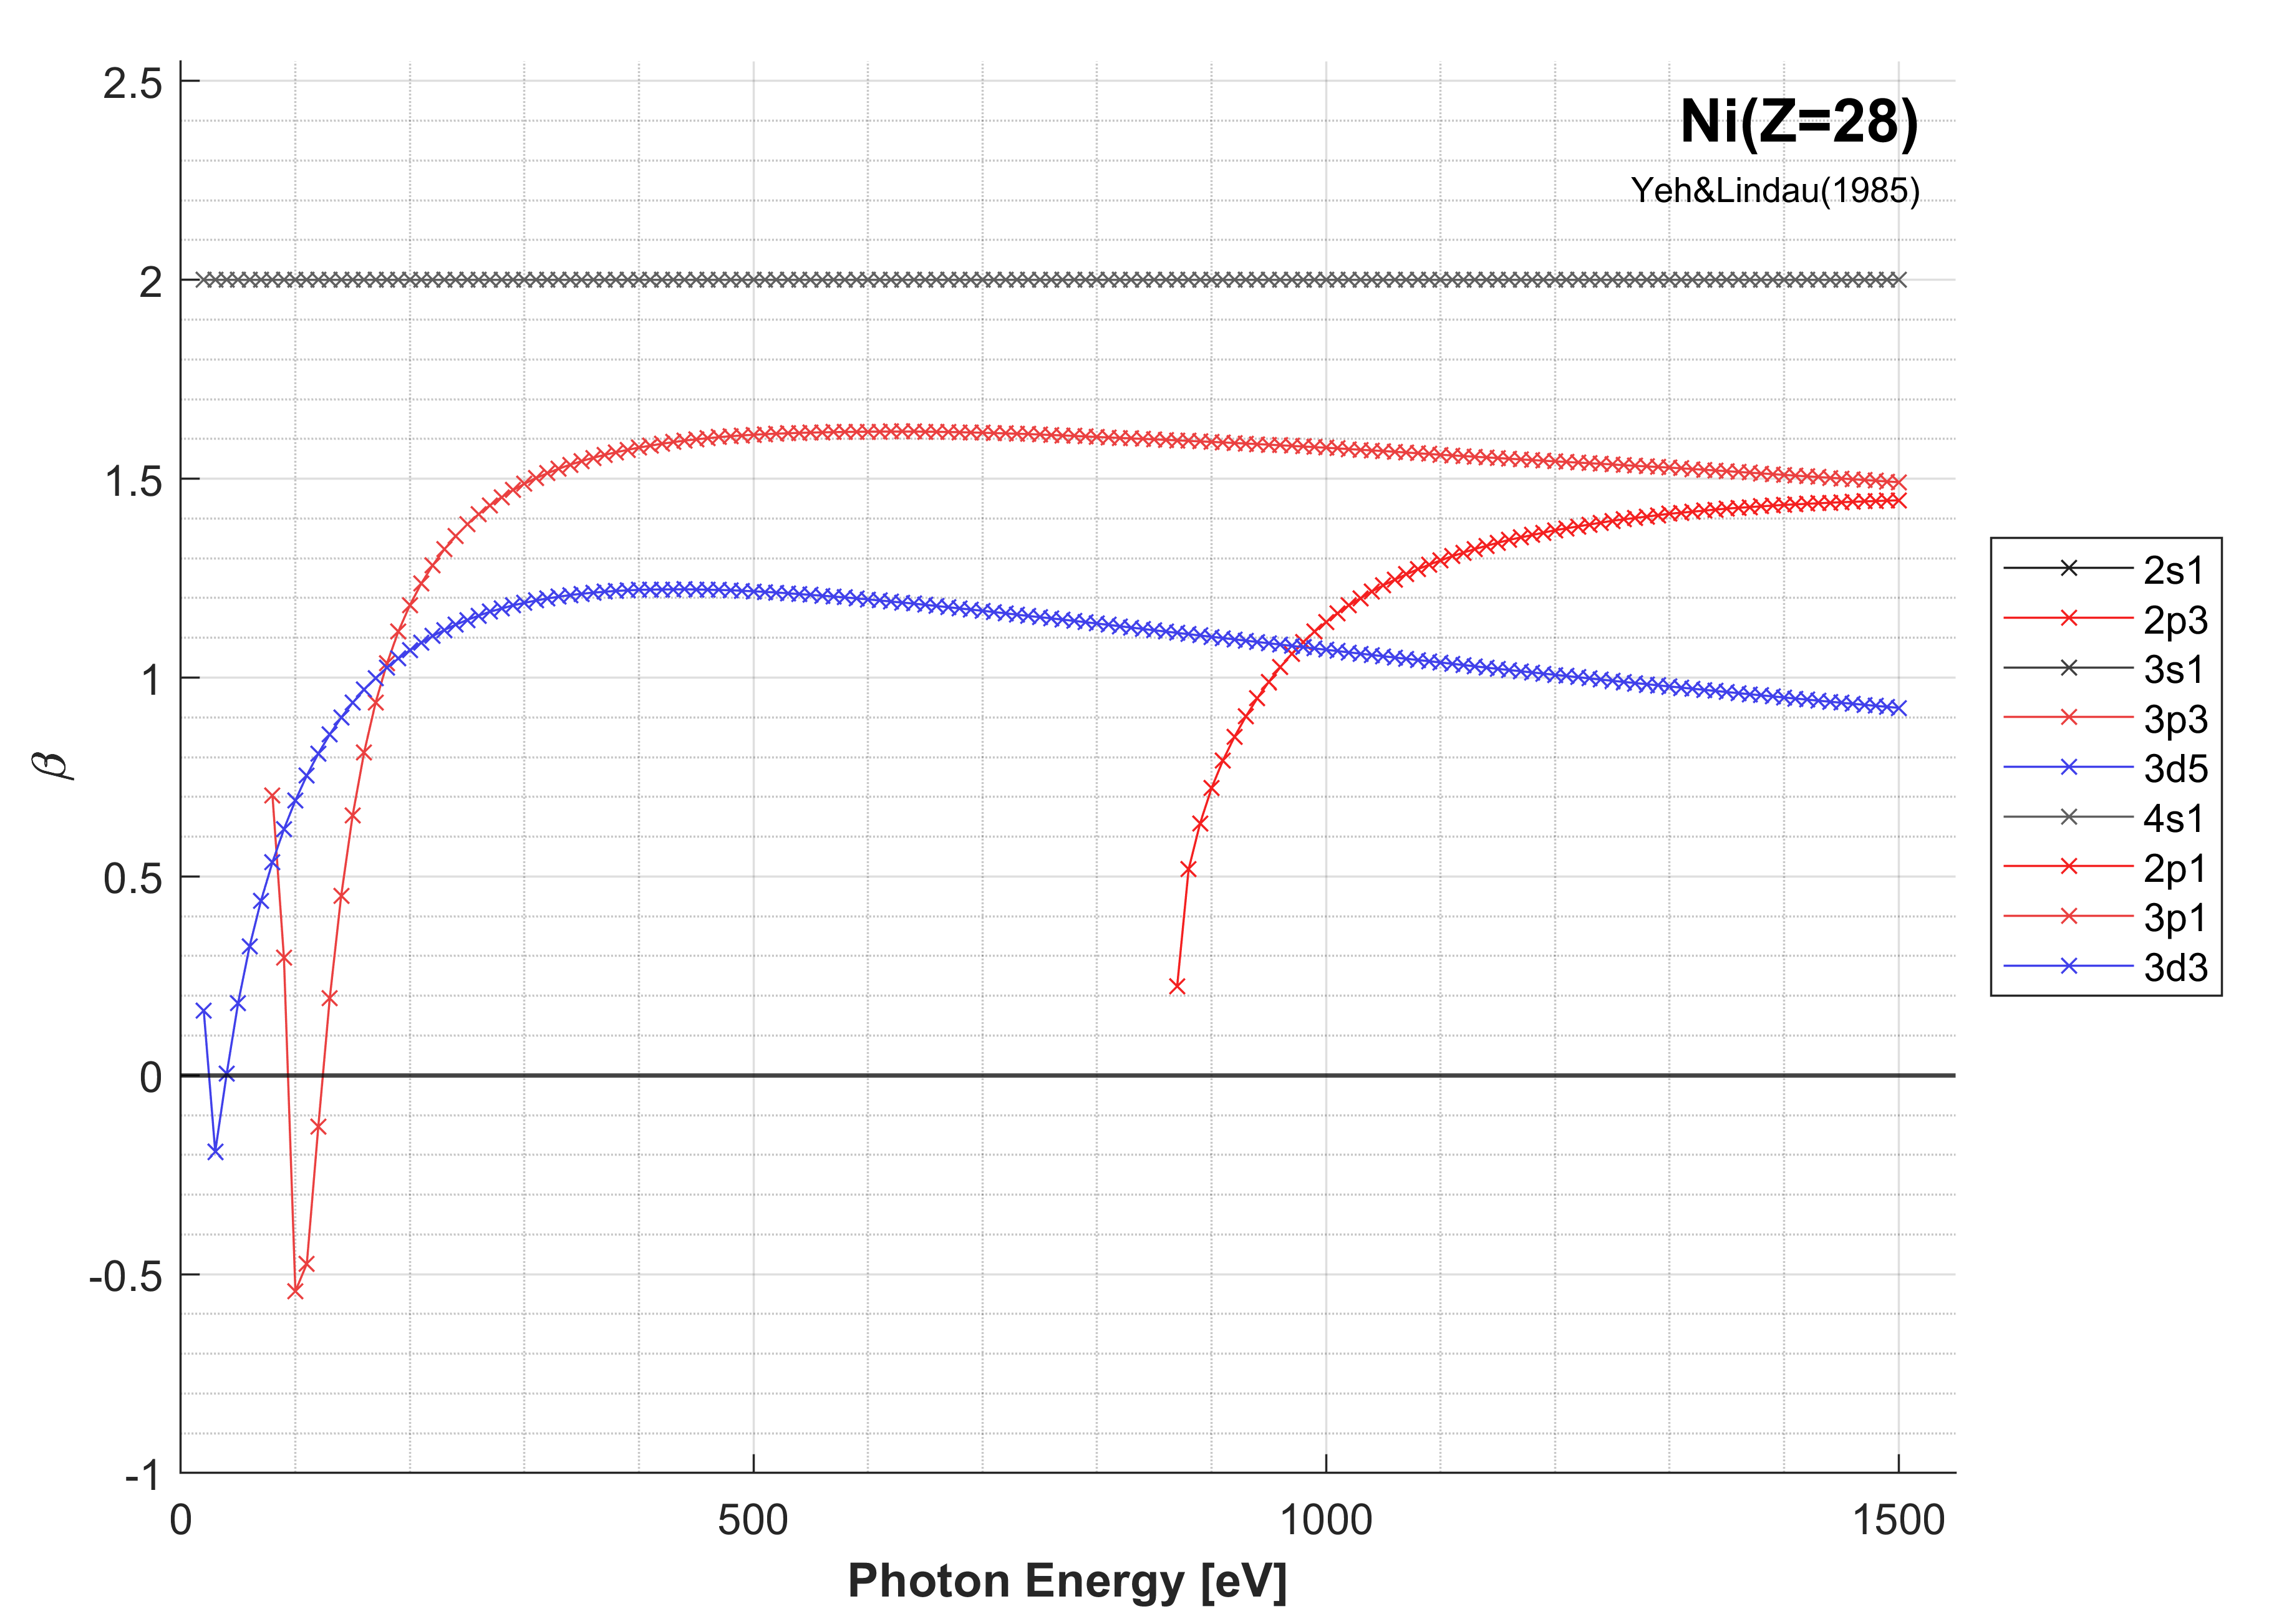 Ni(Z=28)
Yeh&Lindau(1985)
2.5
2
1.5
1
0.5
0
-0.5
-1
β
0 500 1000 1500
Photon Energy [eV]
2s1
2p3
3s1
3p3
3d5
4s1
2p1
3p1
3d3